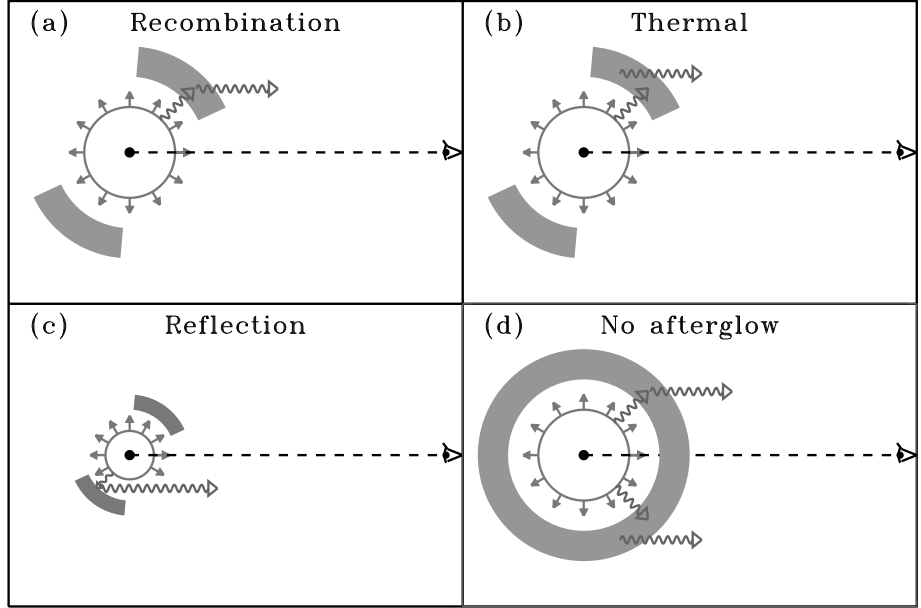 (a) Recombination
(b) Thermal
(c) Reflection
(d) No afterglow